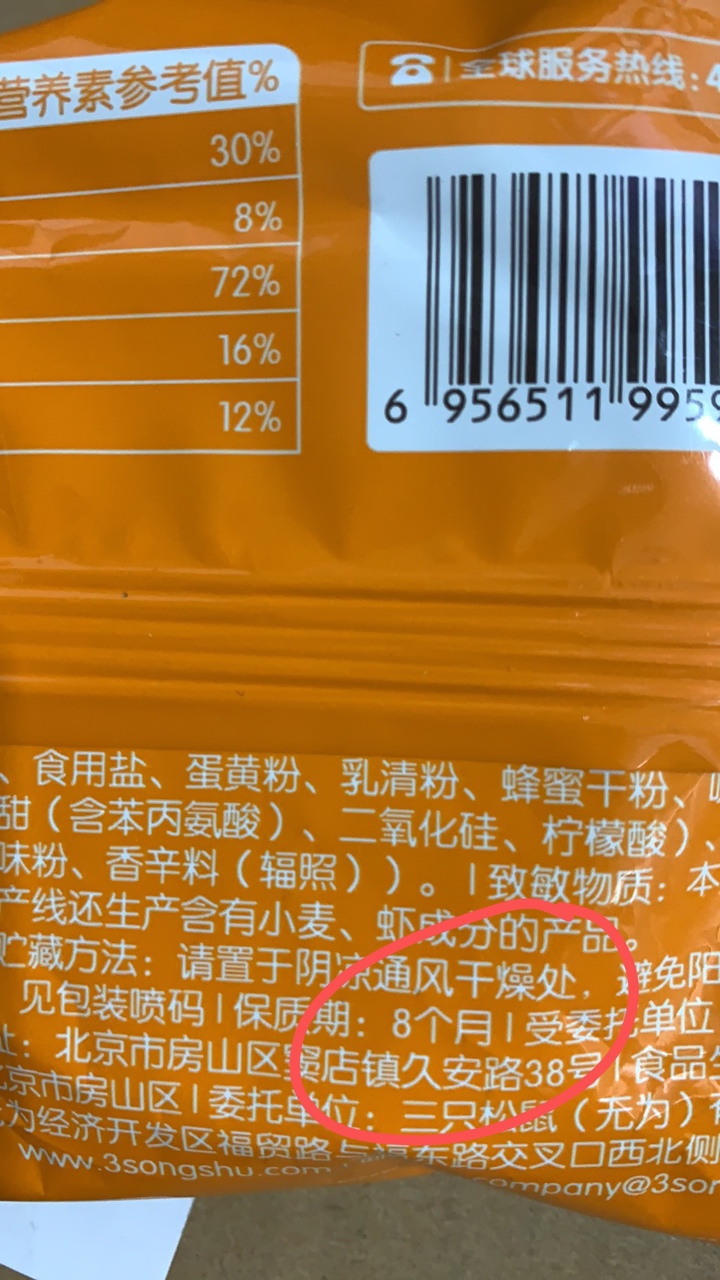 营养素参考值%
30%
8%
72%
16%
12%
全球服务热线:4
6 956511 9959
、食用盐、蛋黄粉、乳清粉、蜂蜜干粉、
甜（含苯丙氨酸）、二氧化硅、柠檬酸）、
味粉、香辛料（辐照））。|致敏物质：本
产线还生产含有小麦、虾成分的产品。
贮藏方法：请置于阴凉通风干燥处，避免阳
见包装喷码|保质期：8个月|受委托单位
址：北京市房山区窦店镇久安路38号|食品生
北京市房山区|委托单位：三只松鼠（无为）
为经济开发区福贸路与福东路交叉口西北侧
www.3songshu.com
ompany@3son